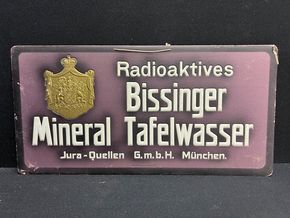 Radioaktives
Bissinger
Mineral Tafelwasser
Jura-Quellen G.m.b.H. München.